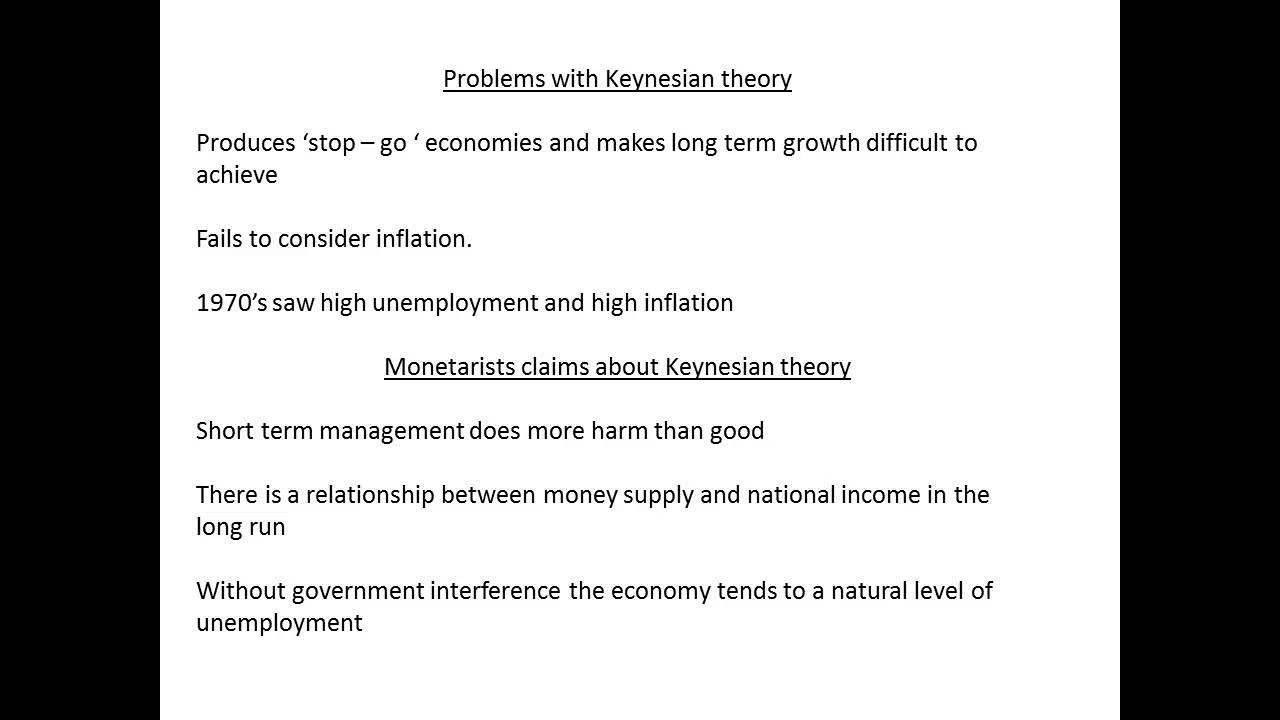 Problems with Keynesian theory
Produces ‘stop – go ‘ economies and makes long term growth difficult to
achieve
Fails to consider inflation.
1970’s saw high unemployment and high inflation
Monetarists claims about Keynesian theory
Short term management does more harm than good
There is a relationship between money supply and national income in the
long run
Without government interference the economy tends to a natural level of
unemployment